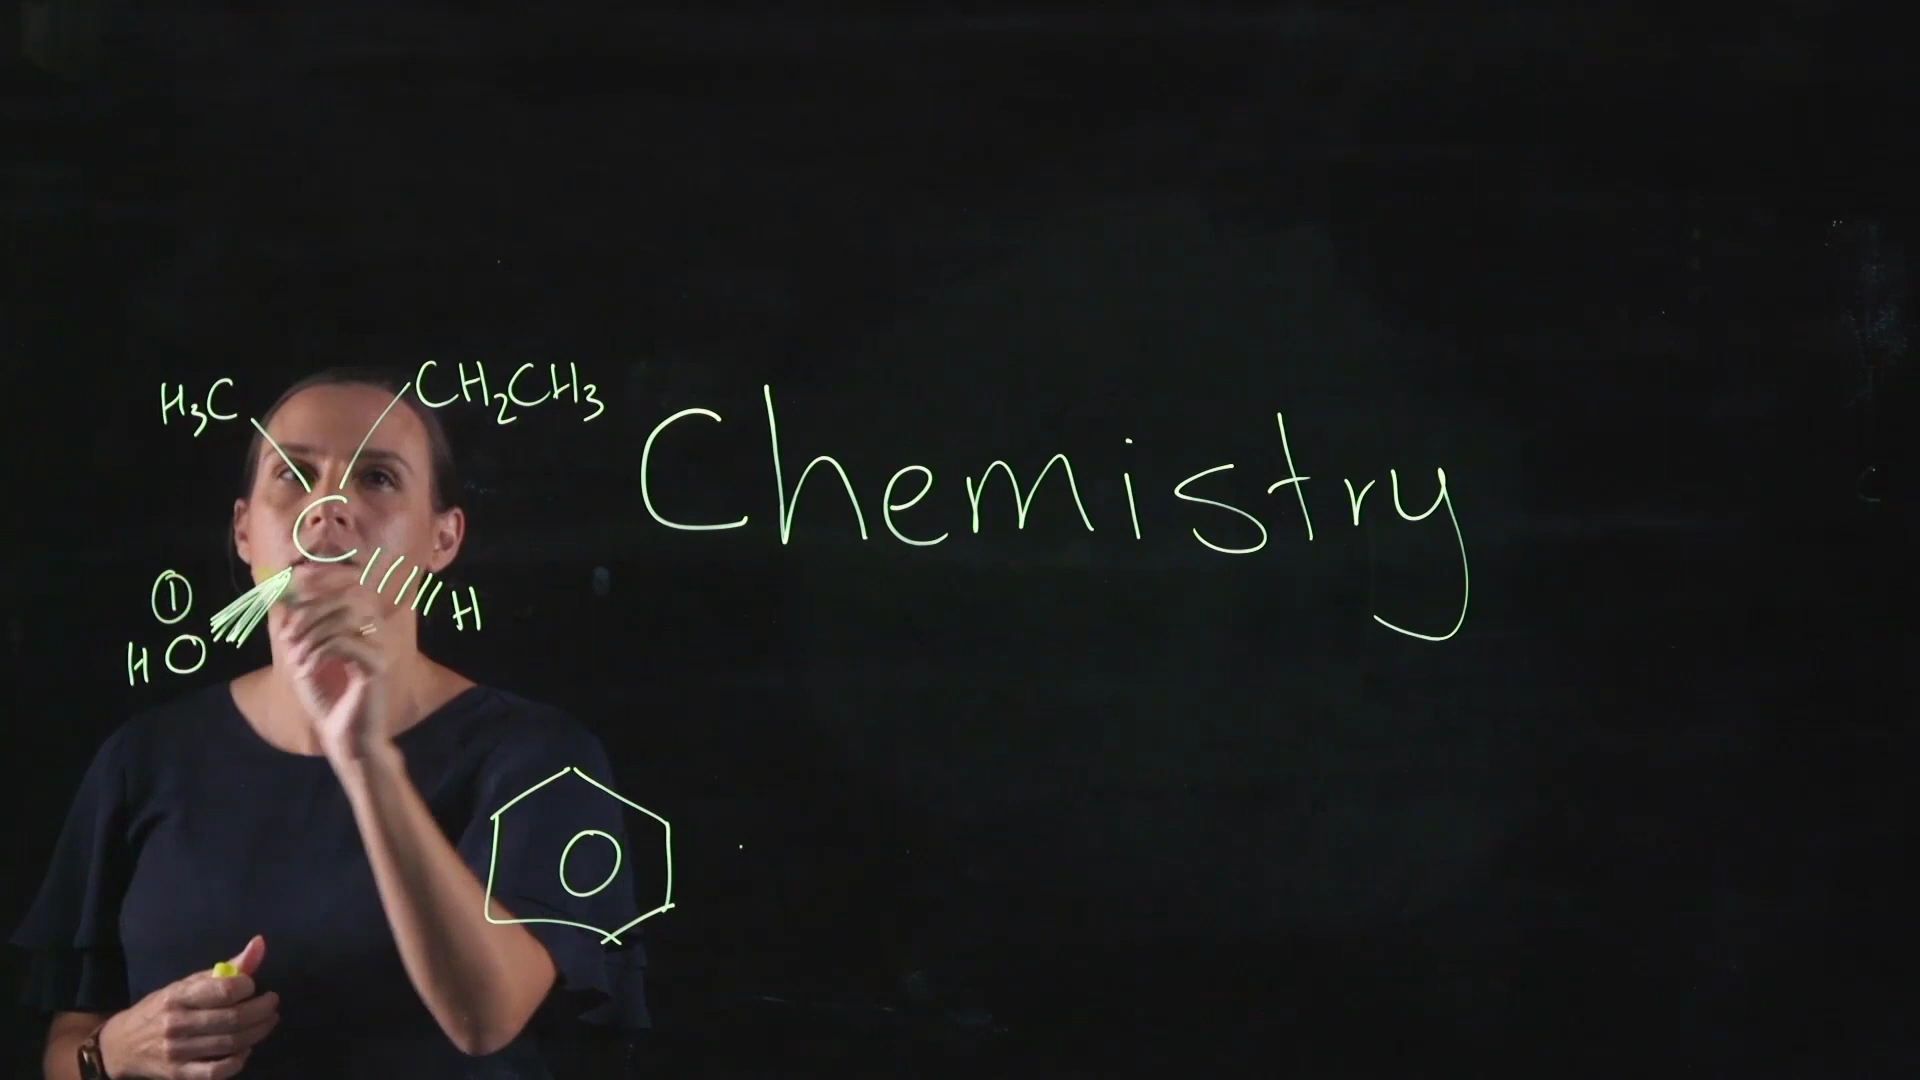 H₃C CH₂CH₃
Chemistry
C
① H
HO